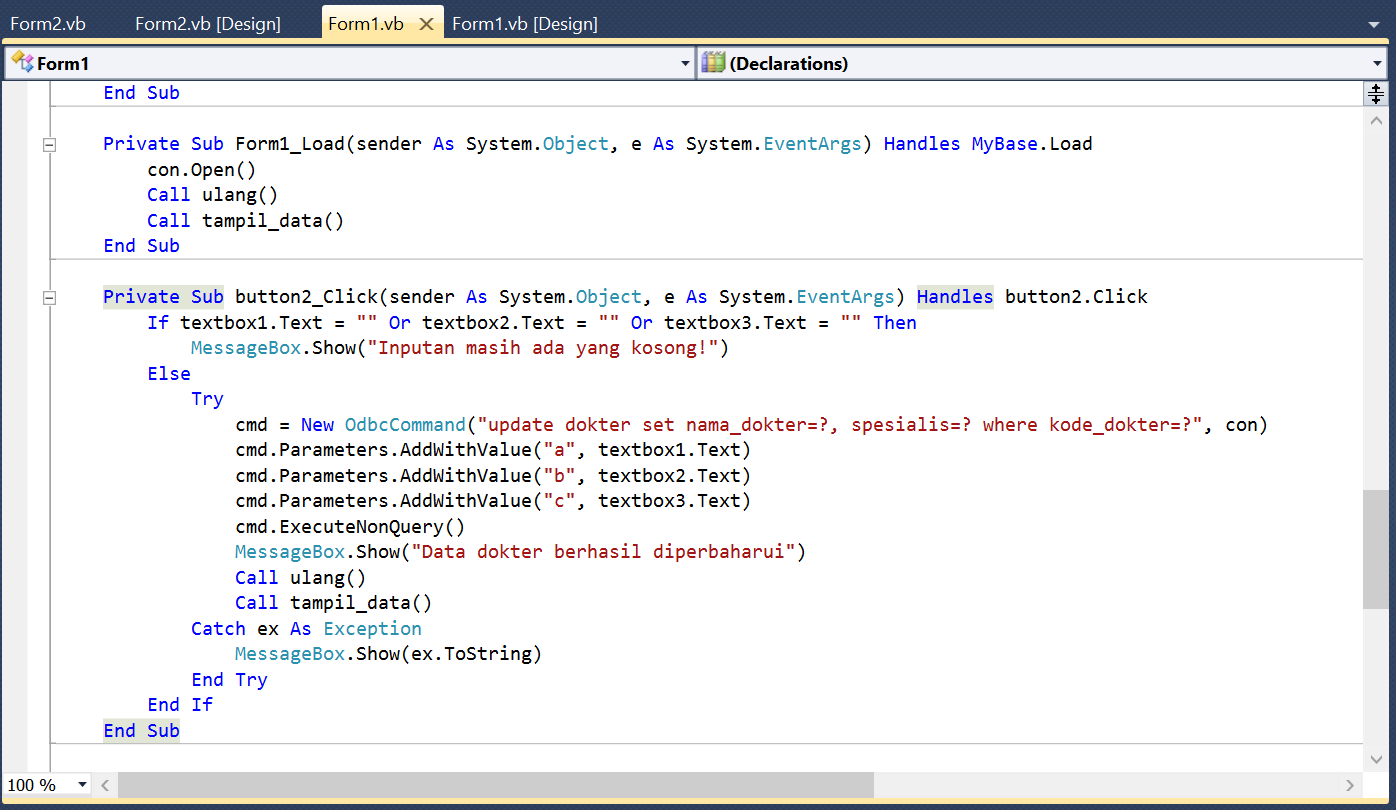 Form2.vb Form2.vb [Design] Form1.vb Form1.vb [Design]
Form1 (Declarations)
End Sub
Private Sub Form1_Load(sender As System.Object, e As System.EventArgs) Handles MyBase.Load
con.Open()
Call ulang()
Call tampil_data()
End Sub
Private Sub button2_Click(sender As System.Object, e As System.EventArgs) Handles button2.Click
If textbox1.Text = "" Or textbox2.Text = "" Or textbox3.Text = "" Then
MessageBox.Show("Inputan masih ada yang kosong!")
Else
Try
cmd = New OdbcCommand("update dokter set nama_dokter=?, spesialis=? where kode_dokter=?", con)
cmd.Parameters.AddWithValue("a", textbox1.Text)
cmd.Parameters.AddWithValue("b", textbox2.Text)
cmd.Parameters.AddWithValue("c", textbox3.Text)
cmd.ExecuteNonQuery()
MessageBox.Show("Data dokter berhasil diperbaharui")
Call ulang()
Call tampil_data()
Catch ex As Exception
MessageBox.Show(ex.ToString)
End Try
End If
End Sub
100 %